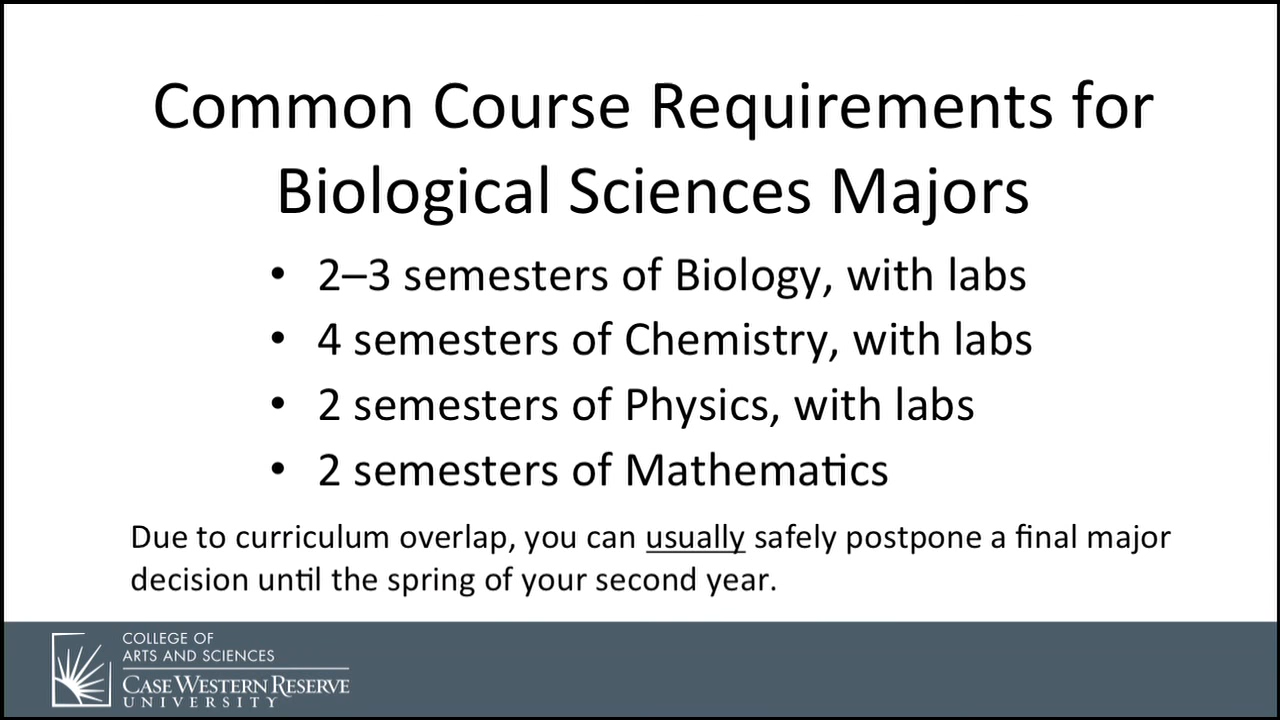 Common Course Requirements for
Biological Sciences Majors
• 2–3 semesters of Biology, with labs
• 4 semesters of Chemistry, with labs
• 2 semesters of Physics, with labs
• 2 semesters of Mathematics
Due to curriculum overlap, you can usually safely postpone a final major
decision until the spring of your second year.
COLLEGE OF
ARTS AND SCIENCES
CASE WESTERN RESERVE
UNIVERSITY